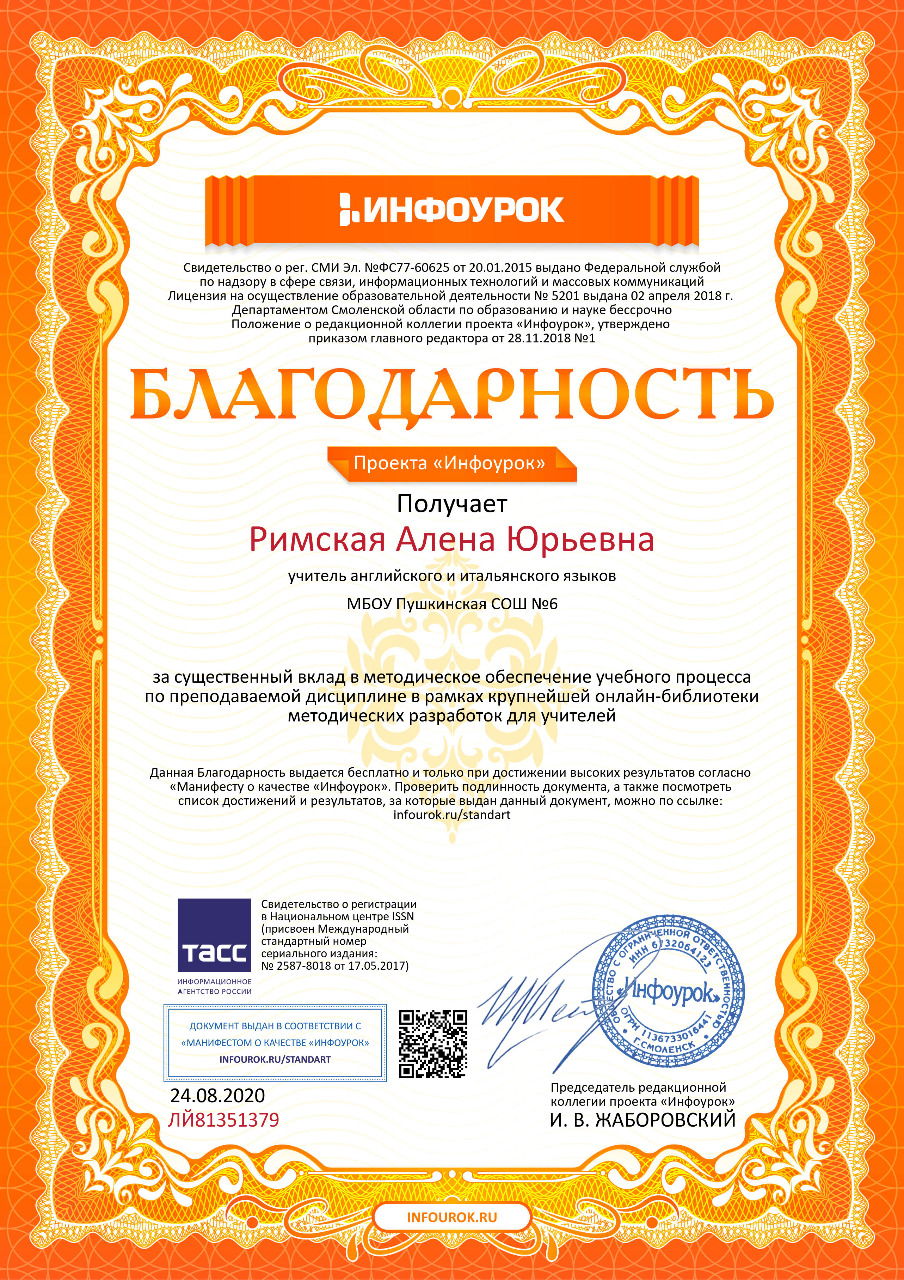 ИНФОУРОК
Свидетельство о рег. СМИ Эл. №ФС77-60625 от 20.01.2015 выдано Федеральной службой
по надзору в сфере связи, информационных технологий и массовых коммуникаций
Лицензия на осуществление образовательной деятельности № 5201 выдана 02 апреля 2018 г.
Департаментом Смоленской области по образованию и науке бессрочно
Положение о редакционной коллегии проекта «Инфоурок», утверждено
приказом главного редактора от 28.11.2018 №1
БЛАГОДАРНОСТЬ
Проекта «Инфоурок»
Получает
Римская Алена Юрьевна
учитель английского и итальянского языков
МБОУ Пушкинская СОШ №6
за существенный вклад в методическое обеспечение учебного процесса
по преподаваемой дисциплине в рамках крупнейшей онлайн-библиотеки
методических разработок для учителей
Данная Благодарность выдается бесплатно и только при достижении высоких результатов согласно
«Манифесту о качестве «Инфоурок». Проверить подлинность документа, а также посмотреть
список достижений и результатов, за которые выдан данный документ, можно по ссылке:
infourok.ru/standart
тасс
ИНФОРМАЦИОННОЕ
АГЕНТСТВО РОССИИ
Свидетельство о регистрации
в Национальном центре ISSN
(присвоен Международный
стандартный номер
сериального издания:
№ 2587-8018 от 17.05.2017)
ДОКУМЕНТ ВЫДАН В СООТВЕТСТВИИ С
«МАНИФЕСТОМ О КАЧЕСТВЕ «ИНФОУРОК»
INFOUROK.RU/STANDART
24.08.2020
ЛЙ81351379
ОБЩЕСТВО С ОГРАНИЧЕННОЙ ОТВЕТСТВЕННОСТЬЮ
ИНН 6732064123
«Инфоурок»
ОГРН 1136733016441
Г.СМОЛЕНСК
Председатель редакционной
коллегии проекта «Инфоурок»
И. В. ЖАБОРОВСКИЙ
INFOUROK.RU